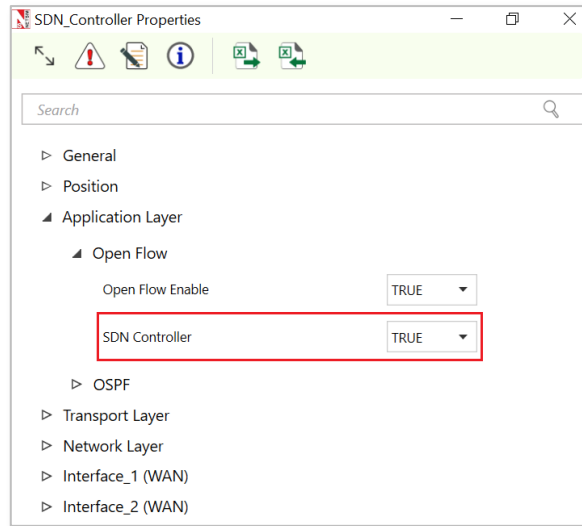 SDN_Controller Properties
Search
General
Position
Application Layer
Open Flow
Open Flow Enable TRUE
SDN Controller TRUE
OSPF
Transport Layer
Network Layer
Interface_1 (WAN)
Interface_2 (WAN)